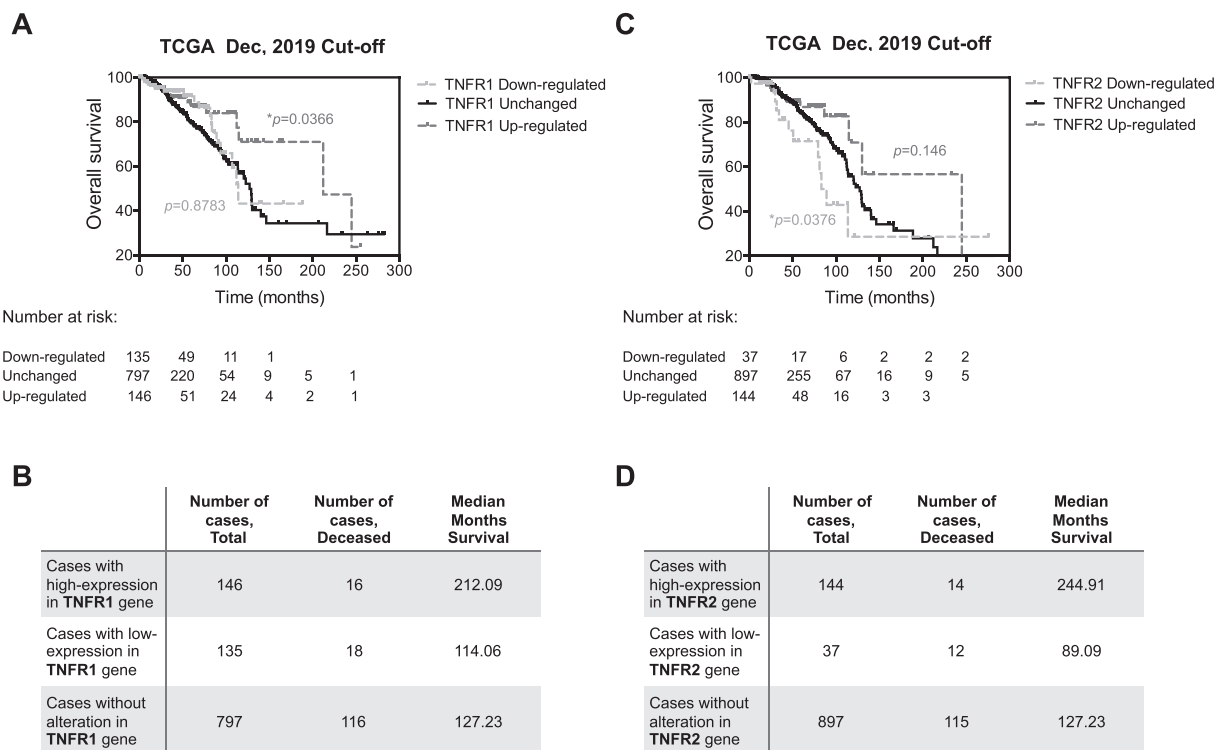 A
TCGA Dec, 2019 Cut-off
100
80
60
40
20
0
50
100
150
200
250
300
Overall survival
Time (months)
*p=0.0366
p=0.8783
TNFR1 Down-regulated
TNFR1 Unchanged
TNFR1 Up-regulated
Number at risk:
Down-regulated 135 49 11 1
Unchanged 797 220 54 9 5 1
Up-regulated 146 51 24 4 2 1
C
TCGA Dec, 2019 Cut-off
100
80
60
40
20
0
50
100
150
200
250
300
Overall survival
Time (months)
p=0.146
*p=0.0376
TNFR2 Down-regulated
TNFR2 Unchanged
TNFR2 Up-regulated
Number at risk:
Down-regulated 37 17 6 2 2 2
Unchanged 897 255 67 16 9 5
Up-regulated 144 48 16 3 3
B
Number of
cases,
Total
Number of
cases,
Deceased
Median
Months
Survival
Cases with
high-expression
in TNFR1 gene
146 16 212.09
Cases with low-
expression in
TNFR1 gene
135 18 114.06
Cases without
alteration in
TNFR1 gene
797 116 127.23
D
Number of
cases,
Total
Number of
cases,
Deceased
Median
Months
Survival
Cases with
high-expression
in TNFR2 gene
144 14 244.91
Cases with low-
expression in
TNFR2 gene
37 12 89.09
Cases without
alteration in
TNFR2 gene
897 115 127.23